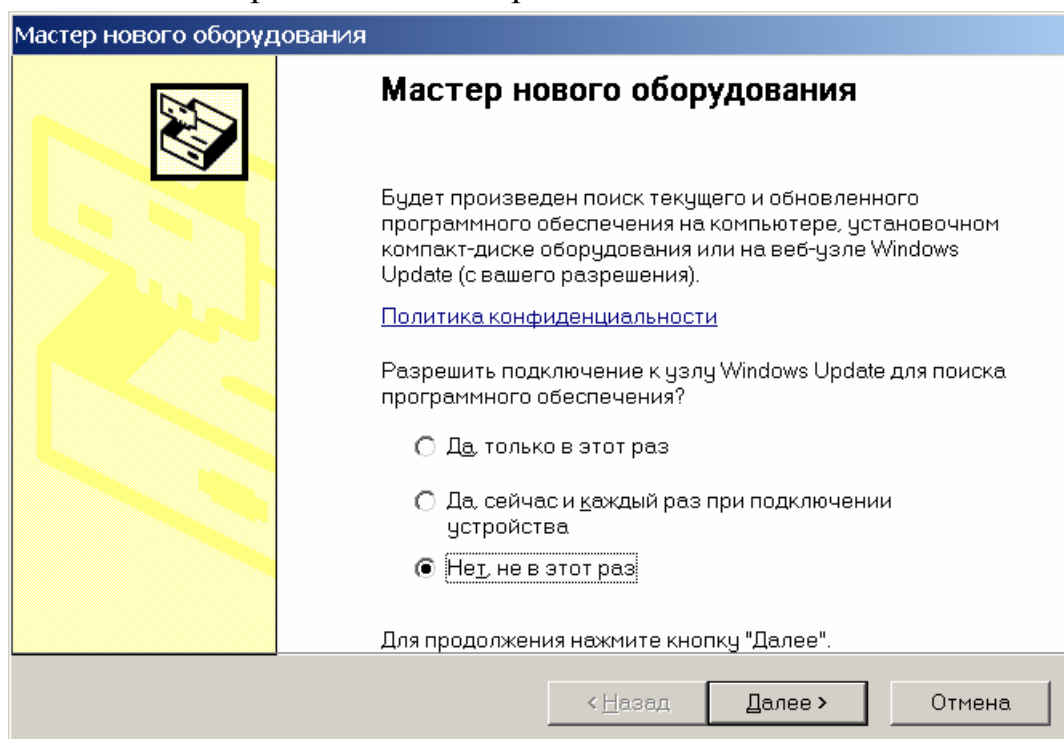 Мастер нового оборудования
Мастер нового оборудования
Будет произведен поиск текущего и обновленного
программного обеспечения на компьютере, установочном
компакт-диске оборудования или на веб-узле Windows
Update (с вашего разрешения).
Политика конфиденциальности
Разрешить подключение к узлу Windows Update для поиска
программного обеспечения?
Да, только в этот раз
Да, сейчас и каждый раз при подключении
устройства
Нет, не в этот раз
Для продолжения нажмите кнопку "Далее".
< Назад
Далее >
Отмена